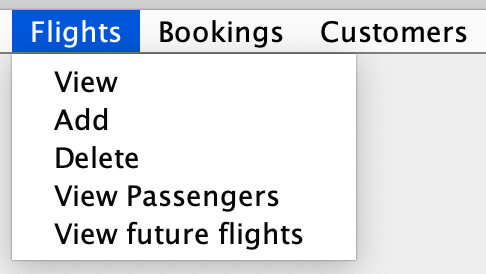 Flights Bookings Customers
View
Add
Delete
View Passengers
View future flights